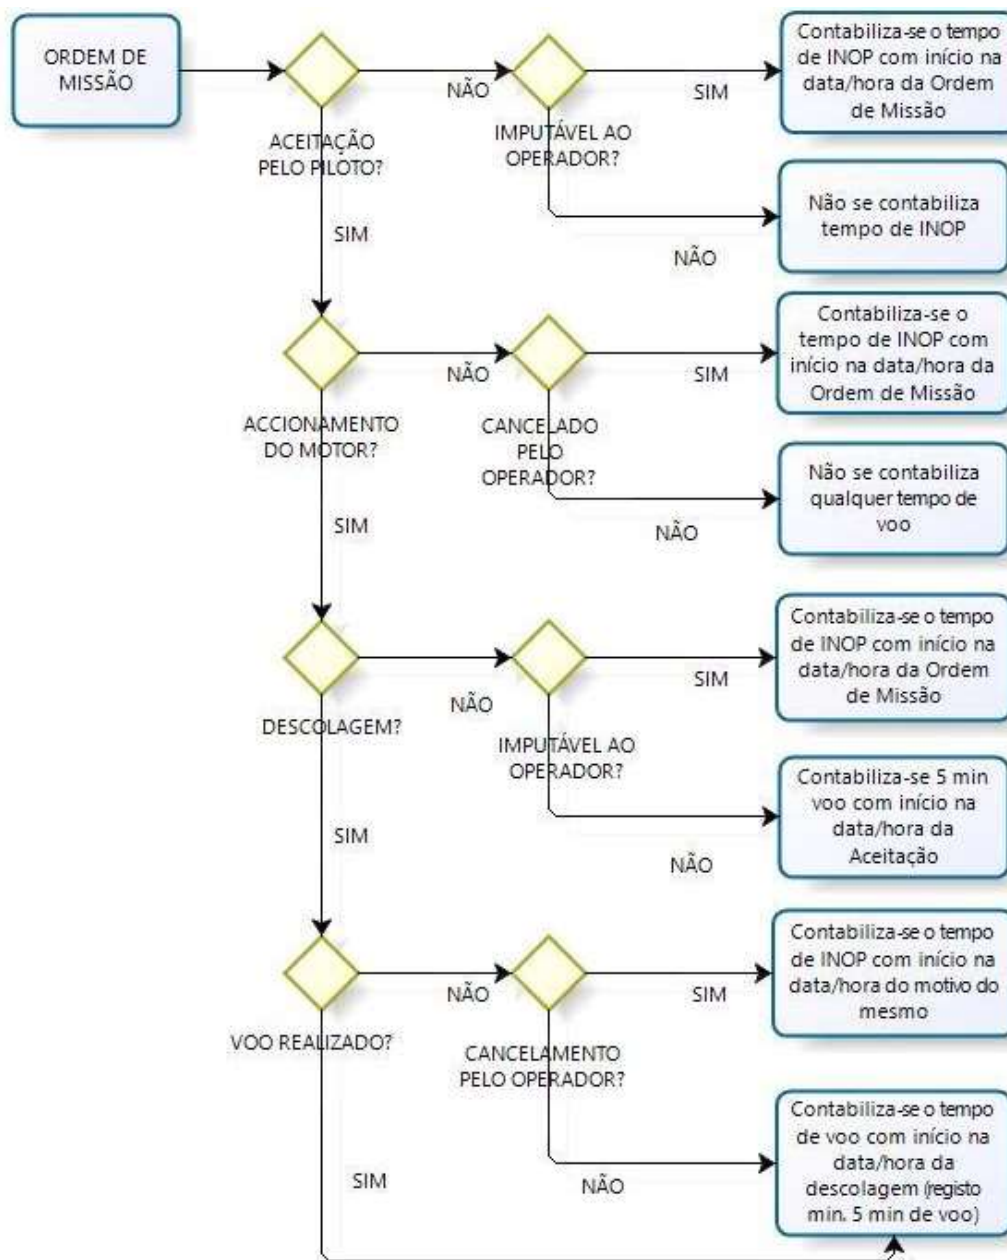 ORDEM DE
MISSÃO
ACEITAÇÃO
PELO PILOTO?
NÃO
IMPUTÁVEL AO
OPERADOR?
SIM
Contabiliza-se o tempo
de INOP com início na
data/hora da Ordem
de Missão
NÃO
Não se contabiliza
tempo de INOP
SIM
ACCIONAMENTO
DO MOTOR?
NÃO
CANCELADO
PELO
OPERADOR?
SIM
Contabiliza-se o
tempo de INOP com
início na data/hora da
Ordem de Missão
NÃO
Não se contabiliza
qualquer tempo de
voo
SIM
DESCOLAGEM?
NÃO
IMPUTÁVEL AO
OPERADOR?
SIM
Contabiliza-se o tempo
de INOP com início na
data/hora da Ordem
de Missão
NÃO
Contabiliza-se 5 min
voo com início na
data/hora da
Aceitação
SIM
VOO REALIZADO?
NÃO
CANCELAMENTO
PELO OPERADOR?
SIM
Contabiliza-se o tempo
de INOP com início na
data/hora do motivo do
mesmo
NÃO
Contabiliza-se o tempo
de voo com início na
data/hora da
descolagem (registo
min. 5 min de voo)
SIM